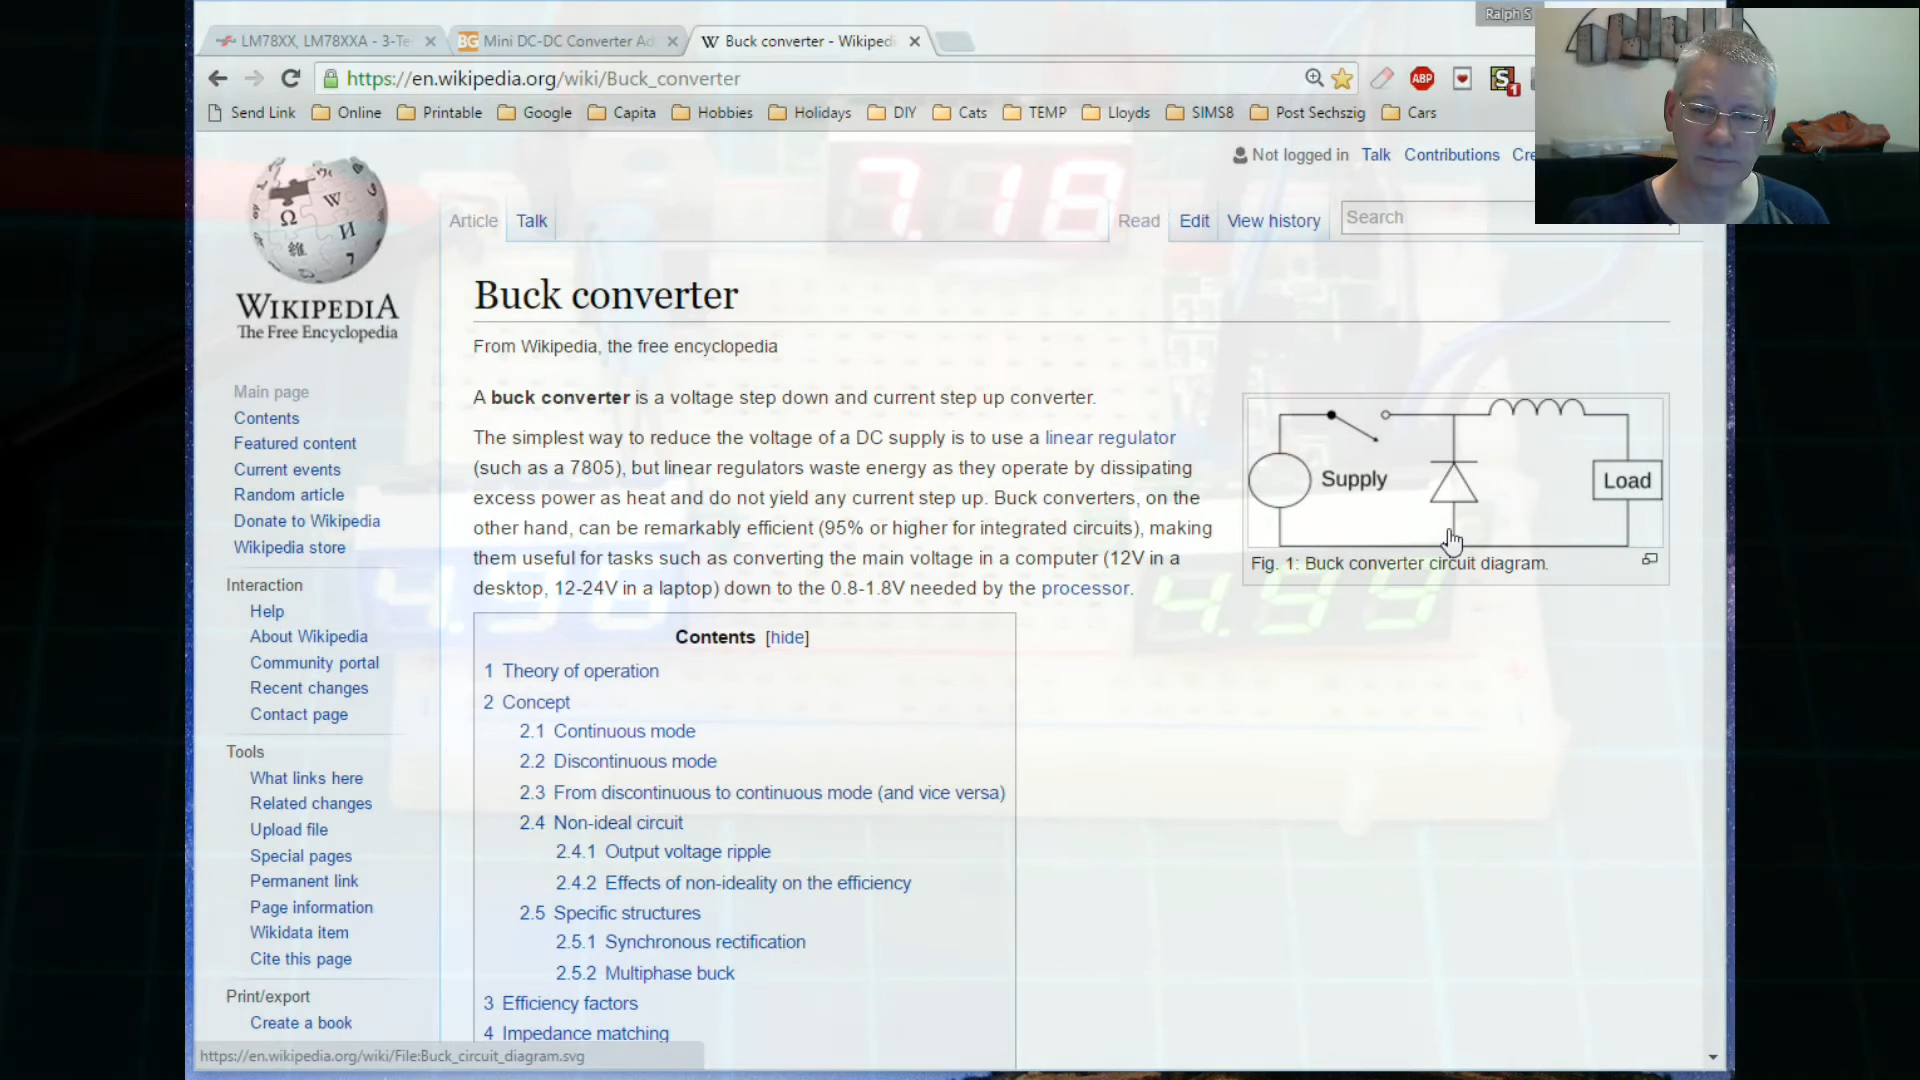 Ralph S
LM78XX, LM78XXA - 3-Te
BG Mini DC-DC Converter Ad
W Buck converter - Wikiped
https://en.wikipedia.org/wiki/Buck_converter
ABP
S 1
Send Link Online Printable Google Capita Hobbies Holidays DIY Cats TEMP Lloyds SIMS8 Post Sechszig Cars
Not logged in Talk Contributions Cre
7.18
Article Talk Read Edit View history Search
WIKIPEDIA
The Free Encyclopedia
Main page
Contents
Featured content
Current events
Random article
Donate to Wikipedia
Wikipedia store
Interaction
Help
About Wikipedia
Community portal
Recent changes
Contact page
Tools
What links here
Related changes
Upload file
Special pages
Permanent link
Page information
Wikidata item
Cite this page
Print/export
Create a book
Buck converter
From Wikipedia, the free encyclopedia
A buck converter is a voltage step down and current step up converter.
The simplest way to reduce the voltage of a DC supply is to use a linear regulator
(such as a 7805), but linear regulators waste energy as they operate by dissipating
excess power as heat and do not yield any current step up. Buck converters, on the
other hand, can be remarkably efficient (95% or higher for integrated circuits), making
them useful for tasks such as converting the main voltage in a computer (12V in a
desktop, 12-24V in a laptop) down to the 0.8-1.8V needed by the processor.
Supply
Load
Fig. 1: Buck converter circuit diagram.
4.99
Contents [hide]
1 Theory of operation
2 Concept
2.1 Continuous mode
2.2 Discontinuous mode
2.3 From discontinuous to continuous mode (and vice versa)
2.4 Non-ideal circuit
2.4.1 Output voltage ripple
2.4.2 Effects of non-ideality on the efficiency
2.5 Specific structures
2.5.1 Synchronous rectification
2.5.2 Multiphase buck
3 Efficiency factors
4 Impedance matching
https://en.wikipedia.org/wiki/File:Buck_circuit_diagram.svg